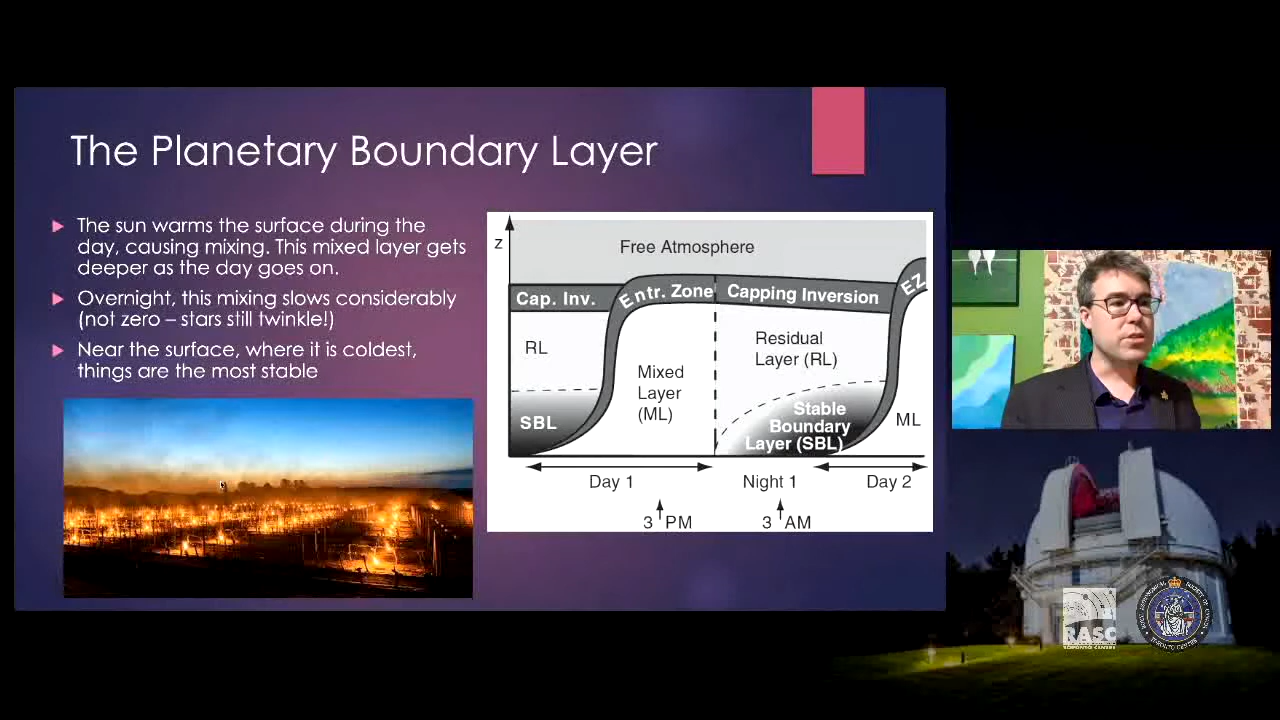 The Planetary Boundary Layer
The sun warms the surface during the
day, causing mixing. This mixed layer gets
deeper as the day goes on.
Overnight, this mixing slows considerably
(not zero – stars still twinkle!)
Near the surface, where it is coldest,
things are the most stable
z
Free Atmosphere
Cap. Inv.
Entr. Zone
Capping Inversion
EZ
RL
Mixed
Layer
(ML)
Residual
Layer (RL)
SBL
Stable
Boundary
Layer (SBL)
ML
Day 1
Night 1
Day 2
3 PM
3 AM
RASC
TORONTO CENTRE